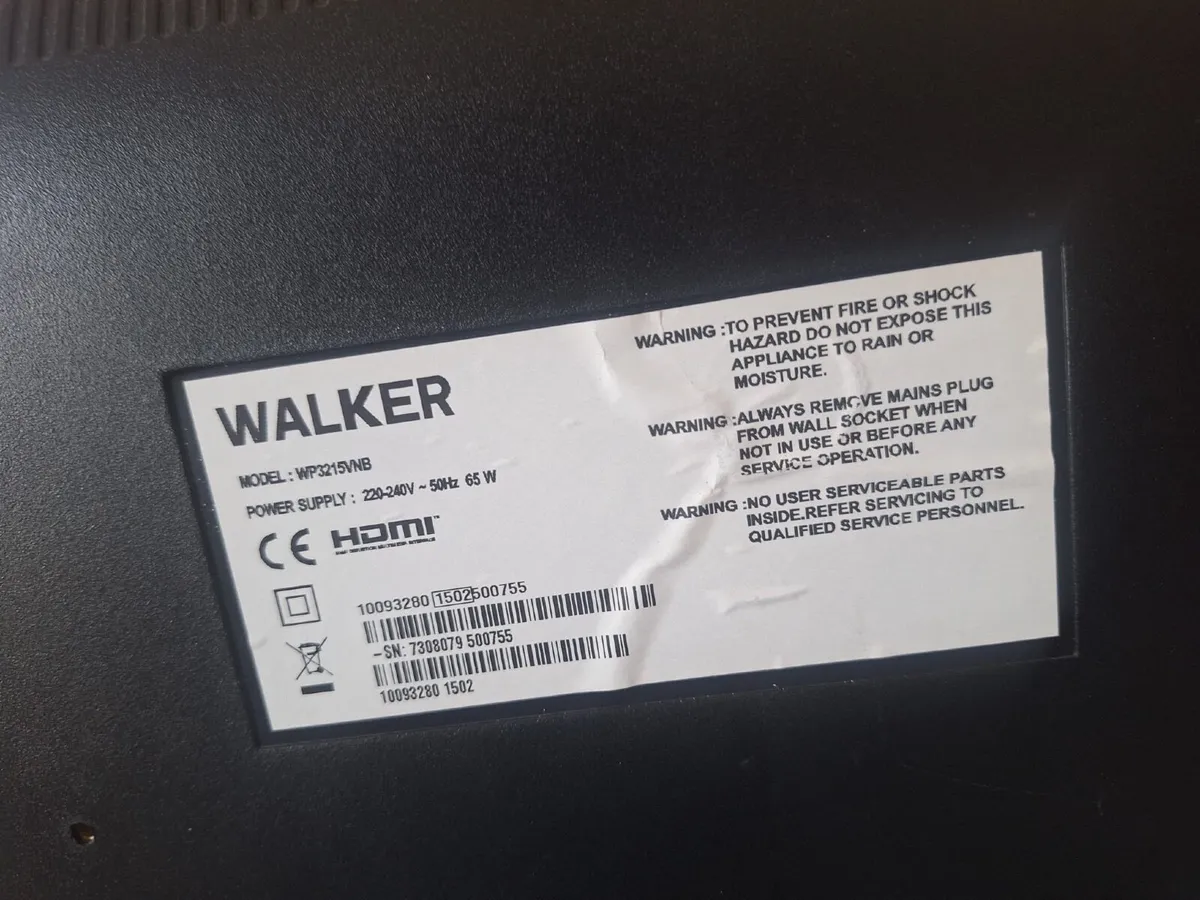 WALKER
MODEL : WP3215VNB
POWER SUPPLY : 220-240V ~ 50Hz 65 W
CE HDMI™
10093280 1502500755
-SN: 7308079 500755
10093280 1502
WARNING :TO PREVENT FIRE OR SHOCK
HAZARD DO NOT EXPOSE THIS
APPLIANCE TO RAIN OR
MOISTURE.
WARNING :ALWAYS REMOVE MAINS PLUG
FROM WALL SOCKET WHEN
NOT IN USE OR BEFORE ANY
SERVICE OPERATION.
WARNING :NO USER SERVICEABLE PARTS
INSIDE.REFER SERVICING TO
QUALIFIED SERVICE PERSONNEL.